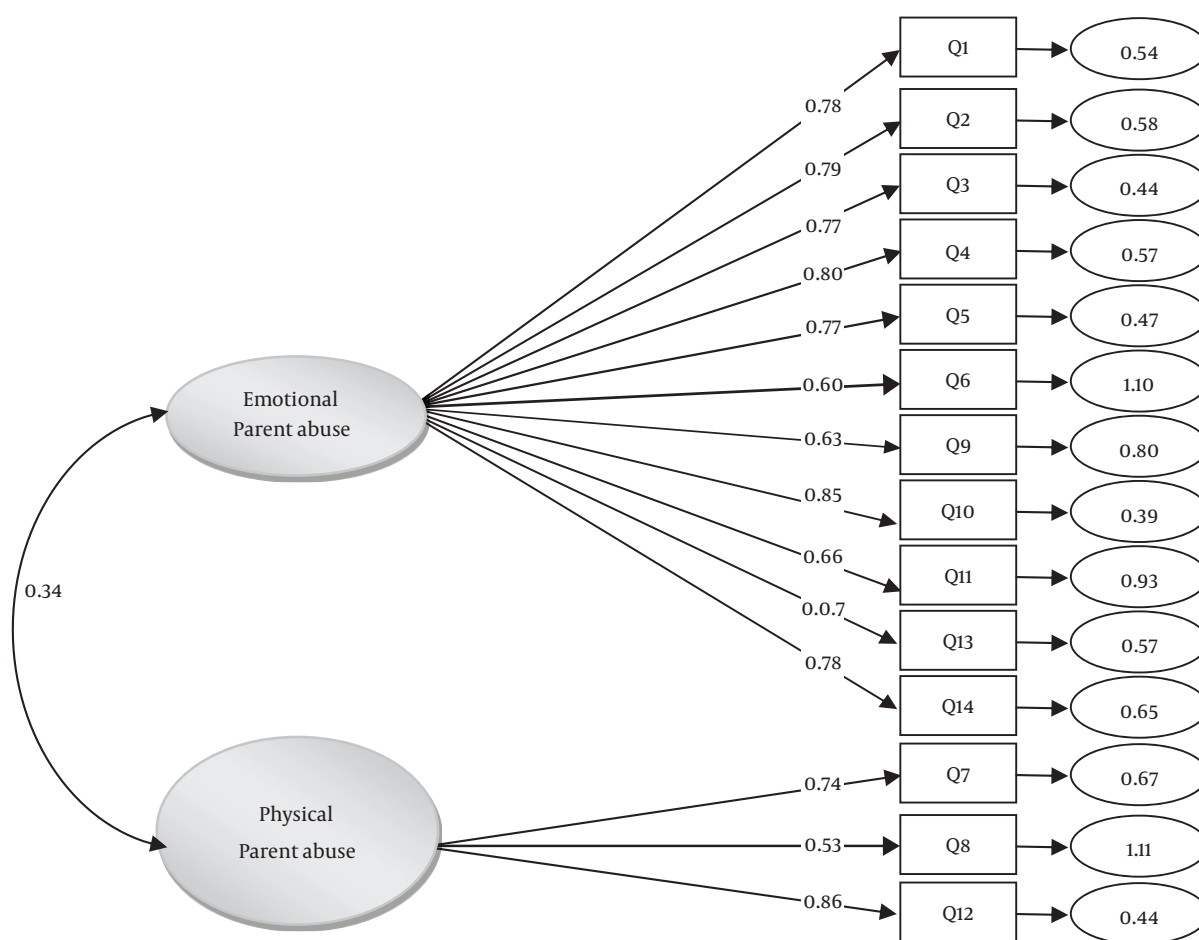 Q1
0.54
0.78
Q2
0.58
0.79
Q3
0.44
0.77
Q4
0.57
0.80
Q5
0.47
0.77
Emotional
Parent abuse
Q6
1.10
0.60
Q9
0.80
0.63
Q10
0.39
0.85
Q11
0.93
0.66
0.34
Q13
0.57
0.0.7
Q14
0.65
0.78
Physical
Parent abuse
Q7
0.67
0.74
Q8
1.11
0.53
Q12
0.44
0.86